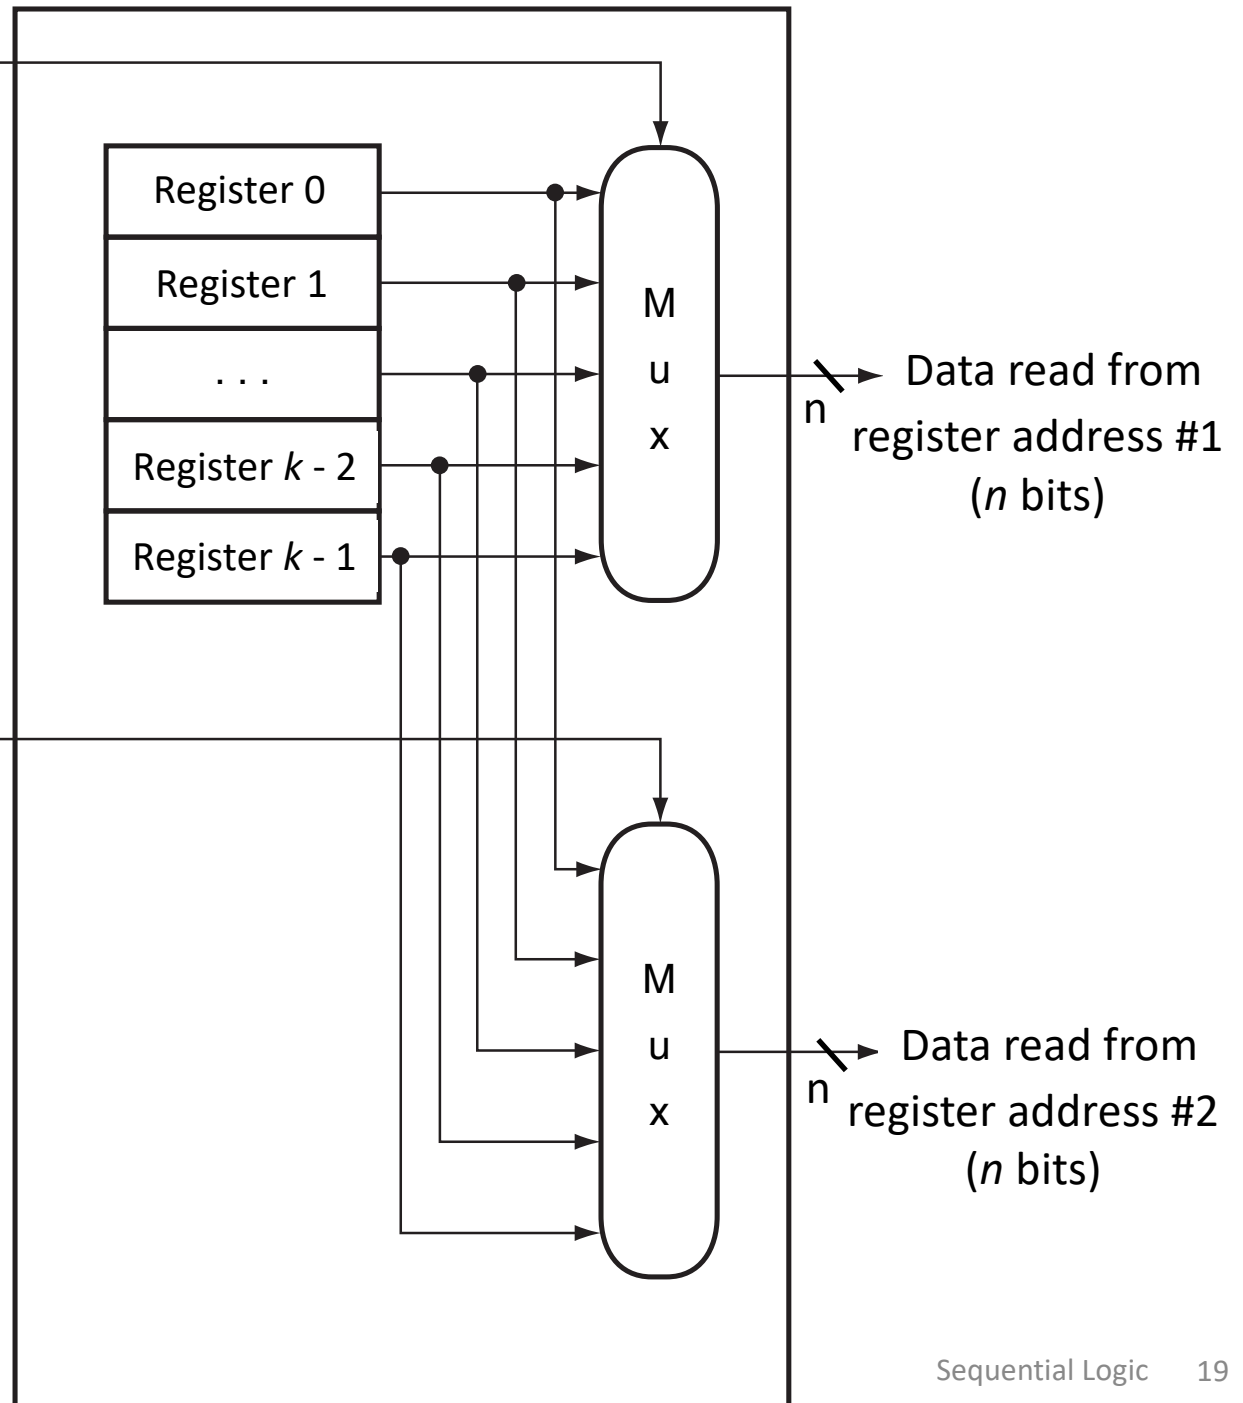 Register 0
Register 1
. . .
Register k - 2
Register k - 1
M
u
x
n
Data read from
register address #1
(n bits)
M
u
x
n
Data read from
register address #2
(n bits)
Sequential Logic 19